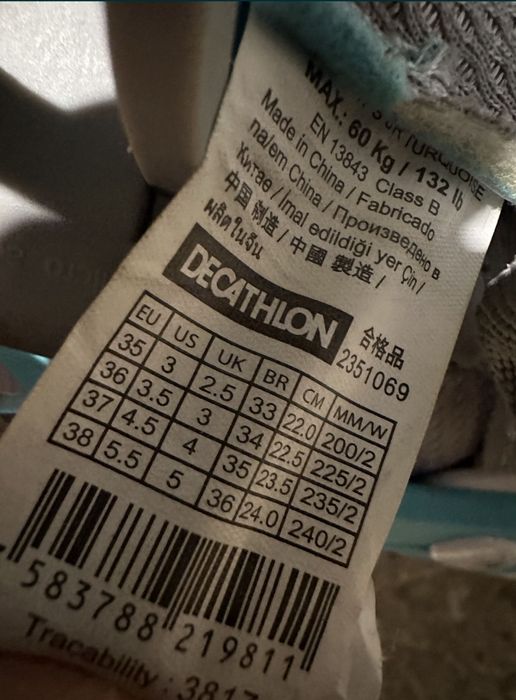 JR TURQUOISE
MAX.: 60 Kg / 132 lb
EN 13843 Class B
Made in China / Fabricado
na/em China / Произведено в
Китае / İmal edildiği yer Çin /
中国 制造 / 中國 製造 /
ผลิตในจีน
DECATHLON
合格品
2351069
EU US UK BR CM MM/W
35 3 2.5 33 22.0 200/2
36 3.5 3 34 22.5 225/2
37 4.5 4 35 23.5 235/2
38 5.5 5 36 24.0 240/2
583788 219811
Tracability : 3817